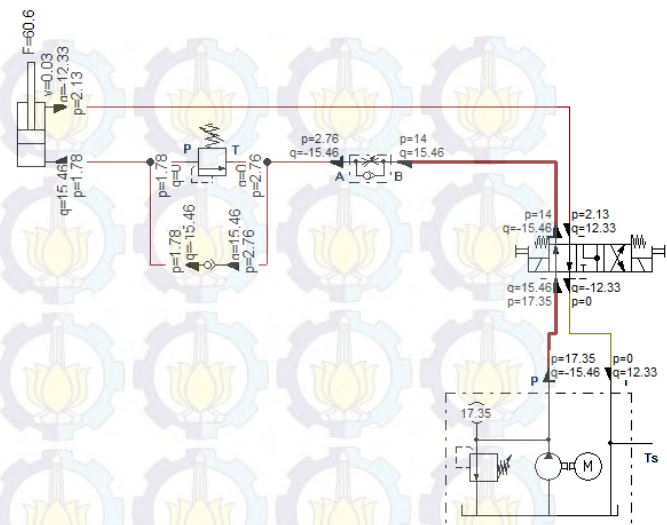 F=60.6
v=0.03
q=-12.33
p=2.13
q=15.46
p=1.78
P
T
p=1.78
q=0
q=0
p=2.76
p=1.78
q=-15.46
q=15.46
p=2.76
p=2.76
q=-15.46
p=14
q=15.46
A
B
p=14
q=-15.46
p=2.13
q=12.33
T
q=15.46
p=17.35
q=-12.33
p=0
p=17.35
q=-15.46
p=0
q=12.33
P
17.35
M
Ts